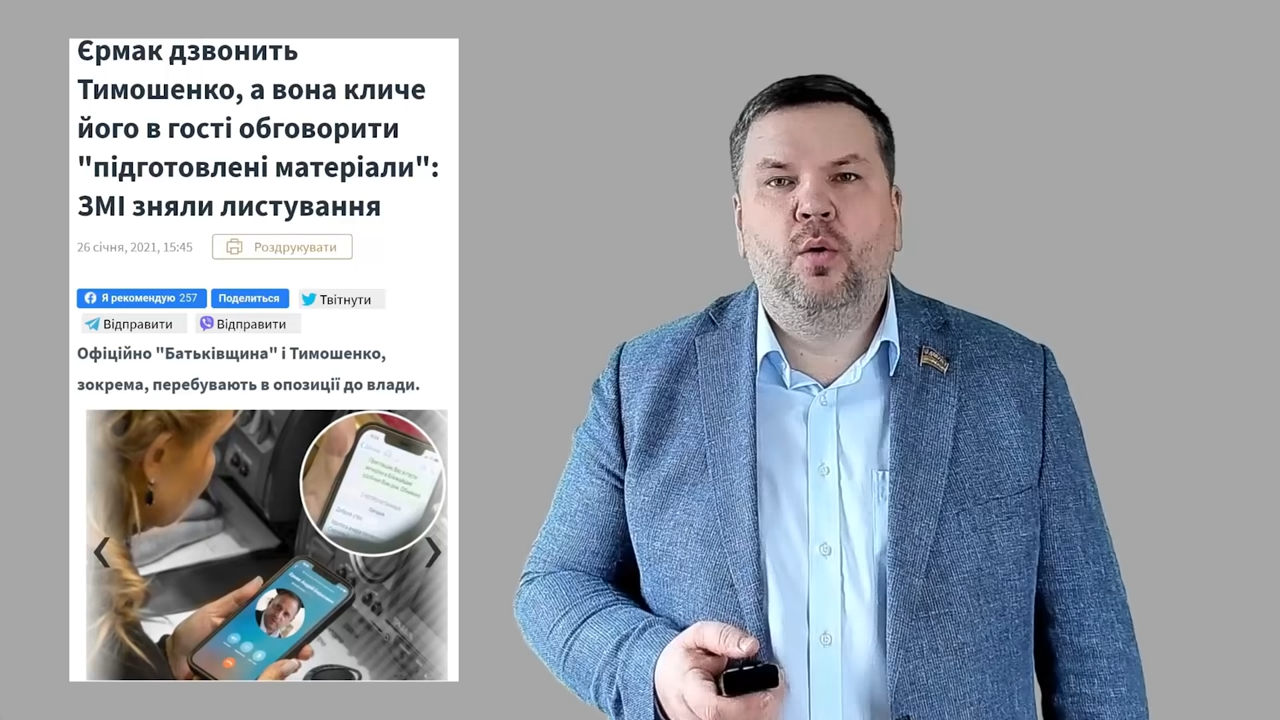 Єрмак дзвонить
Тимошенко, а вона кличе
його в гості обговорити
"підготовлені матеріали":
ЗМІ зняли листування
26 січня, 2021, 15:45
Роздрукувати
Я рекомендую 257
Поделиться
Твітнути
Відправити
Відправити
Офіційно "Батьківщина" і Тимошенко,
зокрема, перебувають в опозиції до влади.